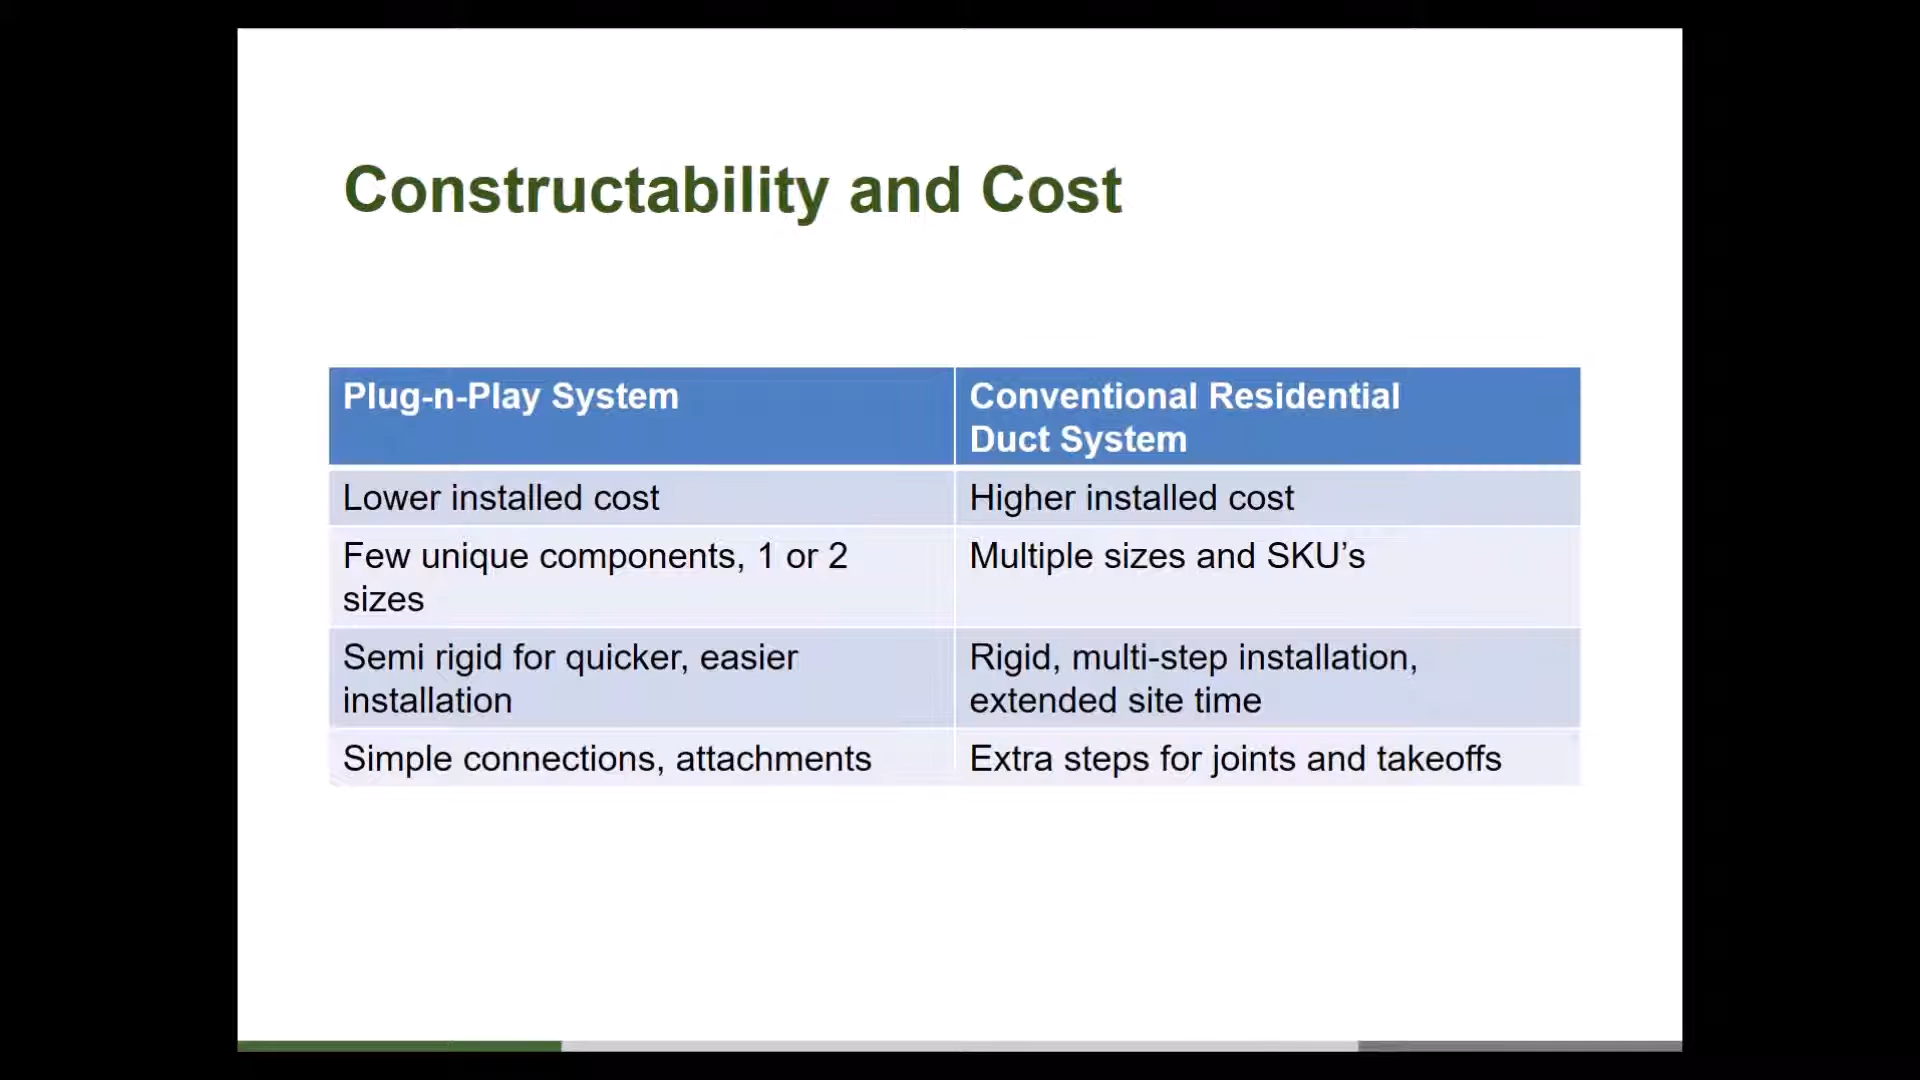 Constructability and Cost
Plug-n-Play System
Conventional Residential
Duct System
Lower installed cost
Higher installed cost
Few unique components, 1 or 2
sizes
Multiple sizes and SKU’s
Semi rigid for quicker, easier
installation
Rigid, multi-step installation,
extended site time
Simple connections, attachments
Extra steps for joints and takeoffs